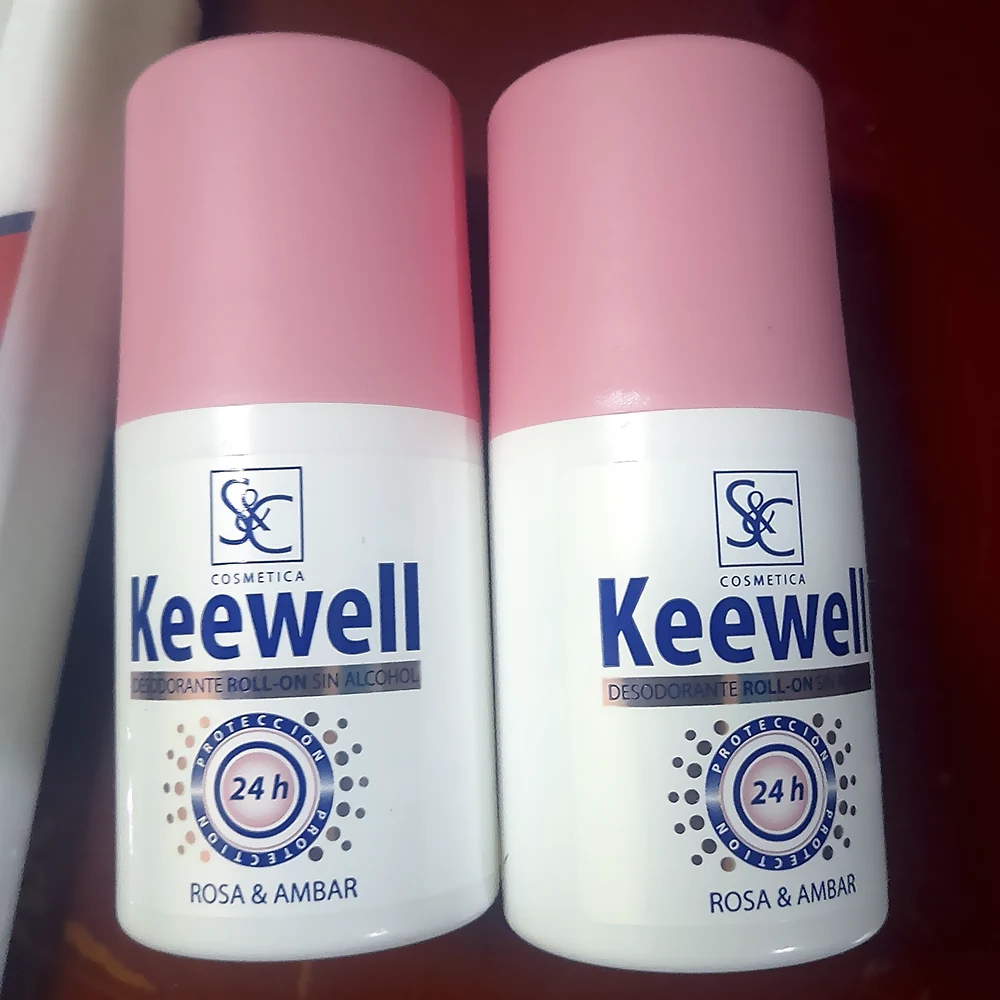 S&C
COSMETICA
Keewell
DESODORANTE ROLL-ON SIN ALCOHOL
PROTECCIÓN
24 h
PROTECTION
ROSA & AMBAR
S&C
COSMETICA
Keewell
DESODORANTE ROLL-ON SIN
PROTECCIÓN
24 h
PROTECTION
ROSA & AMBAR